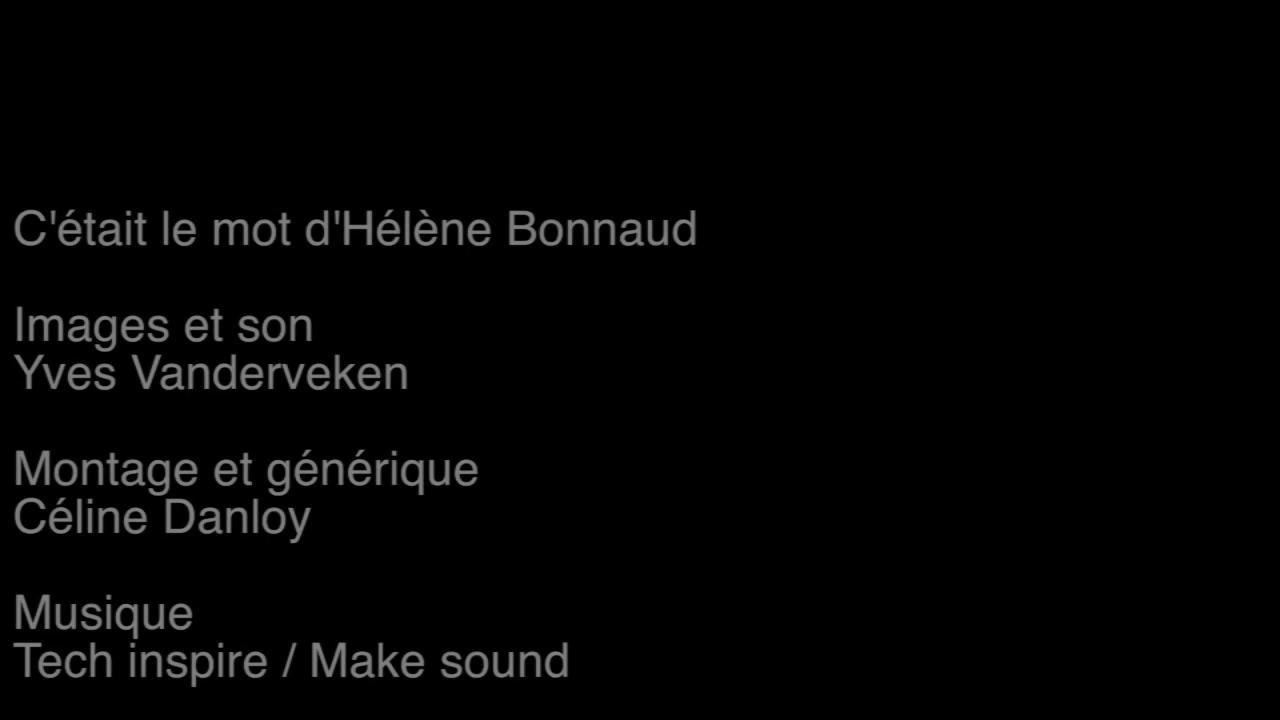 C'était le mot d'Hélène Bonnaud
Images et son
Yves Vanderveken
Montage et générique
Céline Danloy
Musique
Tech inspire / Make sound